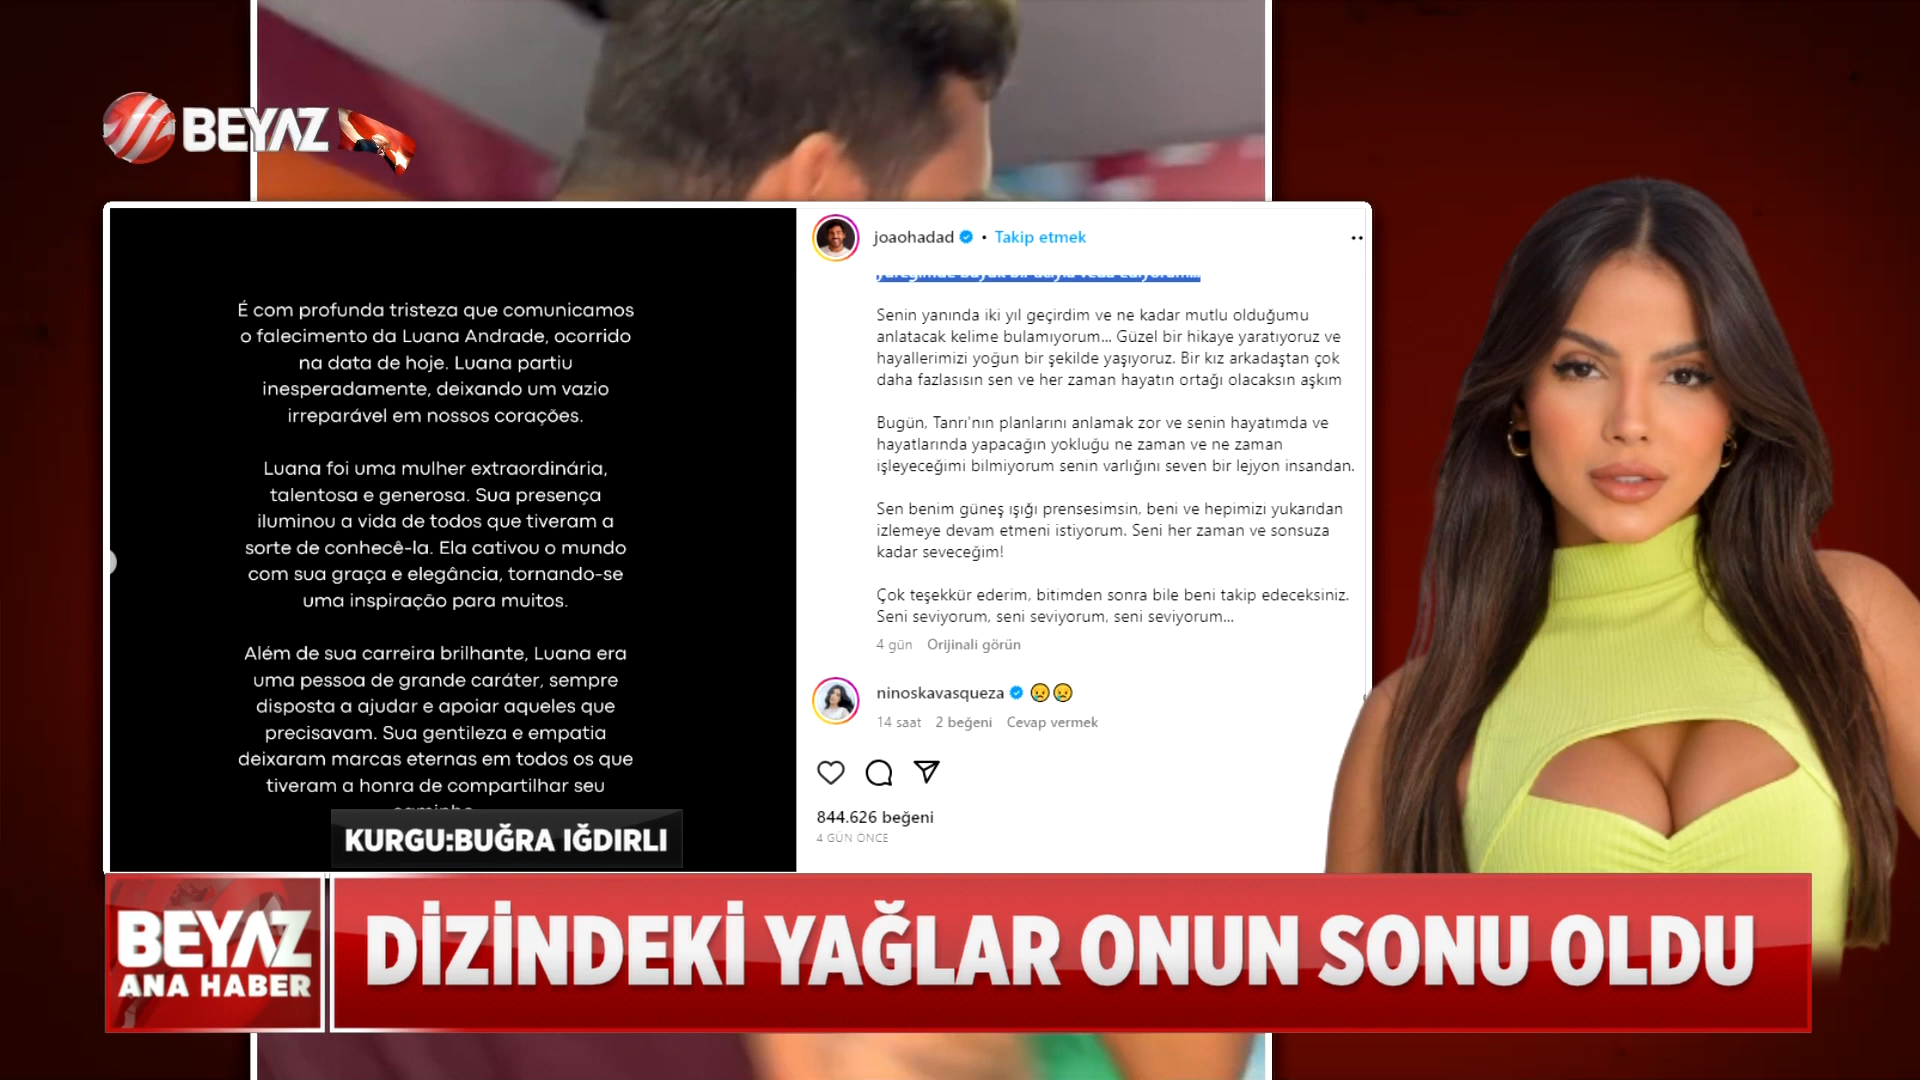 BEYAZ
É com profunda tristeza que comunicamos
o falecimento da Luana Andrade, ocorrido
na data de hoje. Luana partiu
inesperadamente, deixando um vazio
irreparável em nossos corações.
Luana foi uma mulher extraordinária,
talentosa e generosa. Sua presença
iluminou a vida de todos que tiveram a
sorte de conhecê-la. Ela cativou o mundo
com sua graça e elegância, tornando-se
uma inspiração para muitos.
Além de sua carreira brilhante, Luana era
uma pessoa de grande caráter, sempre
disposta a ajudar e apoiar aqueles que
precisavam. Sua gentileza e empatia
deixaram marcas eternas em todos os que
tiveram a honra de compartilhar seu
joaohadad • Takip etmek
Senin yanında iki yıl geçirdim ve ne kadar mutlu olduğumu
anlatacak kelime bulamıyorum... Güzel bir hikaye yaratıyoruz ve
hayallerimizi yoğun bir şekilde yaşıyoruz. Bir kız arkadaştan çok
daha fazlasısın sen ve her zaman hayatın ortağı olacaksın aşkım
Bugün, Tanrı'nın planlarını anlamak zor ve senin hayatımda ve
hayatlarında yapacağın yokluğu ne zaman ve ne zaman
işleyeceğimi bilmiyorum senin varlığını seven bir lejyon insandan.
Sen benim güneş ışığı prensesimsin, beni ve hepimizi yukarıdan
izlemeye devam etmeni istiyorum. Seni her zaman ve sonsuza
kadar seveceğim!
Çok teşekkür ederim, bitimden sonra bile beni takip edeceksiniz.
Seni seviyorum, seni seviyorum, seni seviyorum...
4 gün Orijinali görün
ninoskavasqueza 😢😢
14 saat 2 beğeni Cevap vermek
844.626 beğeni
4 GÜN ÖNCE
KURGU:BUĞRA IĞDIRLI
BEYAZ
ANA HABER
DİZİNDEKİ YAĞLAR ONUN SONU OLDU